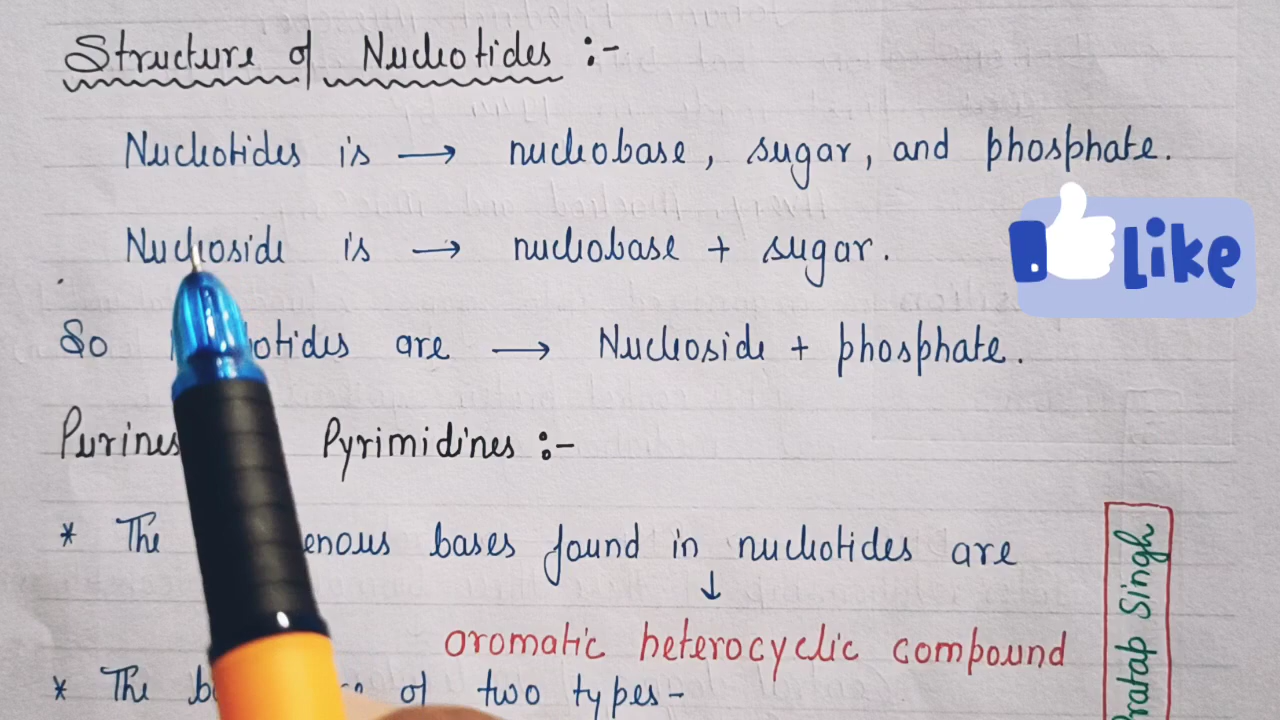 Structure of Nucleotides :-
Nucleotides is → nucleobase, sugar, and phosphate.
Nucleoside is → nucleobase + sugar.
Like
So otides are → Nucleoside + phosphate.
Purines Pyrimidines :-
* The enous bases found in nucleotides are
↓
oromatic heterocyclic compound
* The b of two types-
Pratap Singh